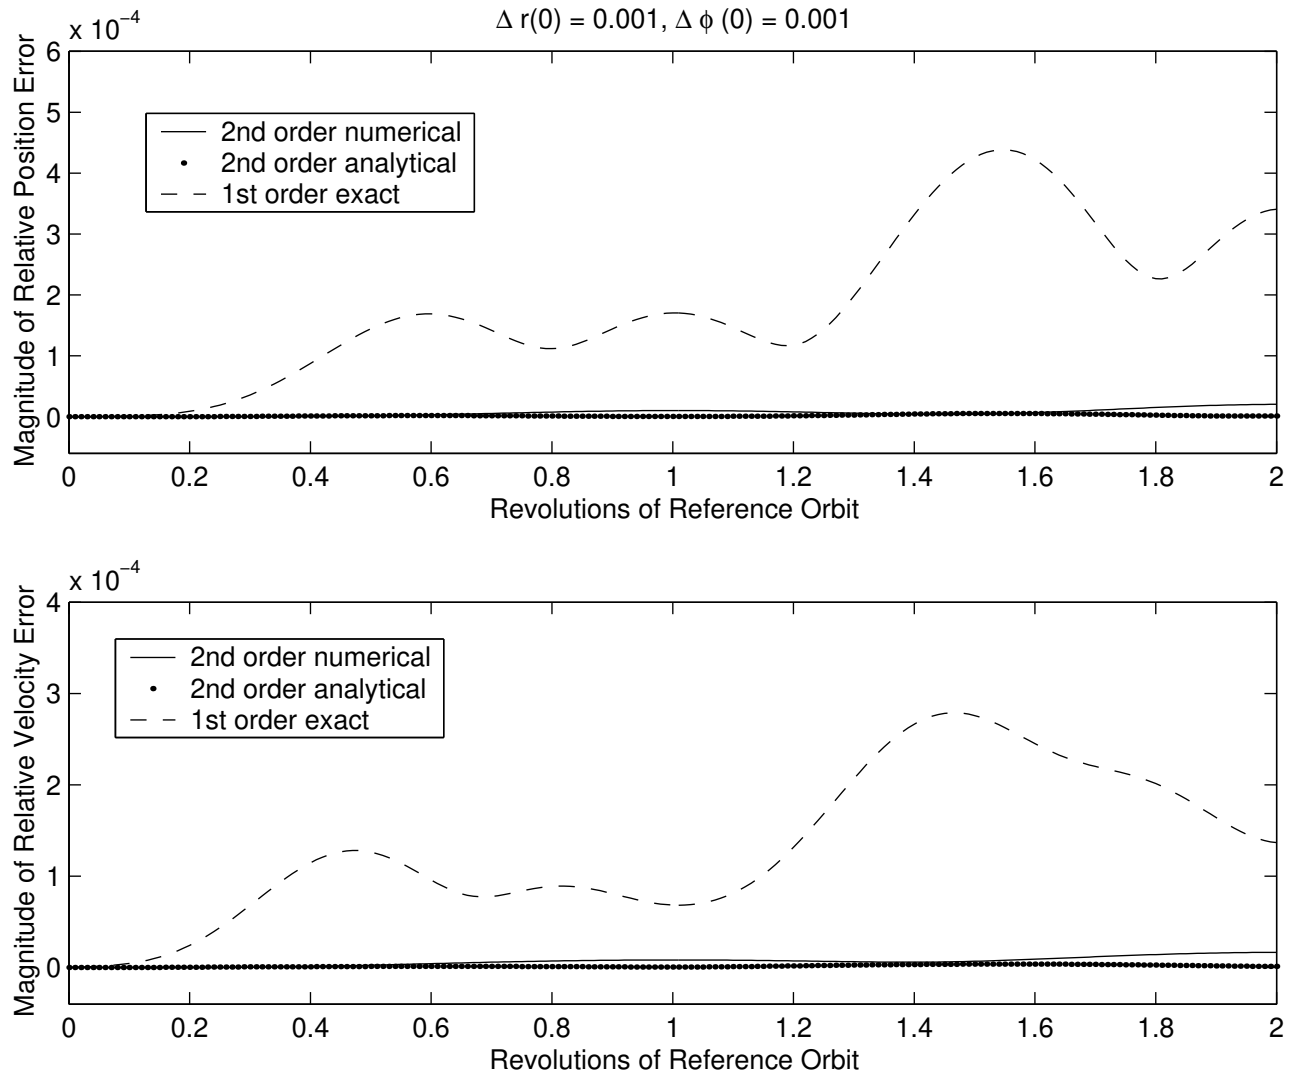 Δ r(0) = 0.001, Δ ϕ (0) = 0.001
x 10⁻⁴
Magnitude of Relative Position Error
6
5
4
3
2
1
0
2nd order numerical
2nd order analytical
1st order exact
0 0.2 0.4 0.6 0.8 1 1.2 1.4 1.6 1.8 2
Revolutions of Reference Orbit
x 10⁻⁴
Magnitude of Relative Velocity Error
4
3
2
1
0
2nd order numerical
2nd order analytical
1st order exact
0 0.2 0.4 0.6 0.8 1 1.2 1.4 1.6 1.8 2
Revolutions of Reference Orbit